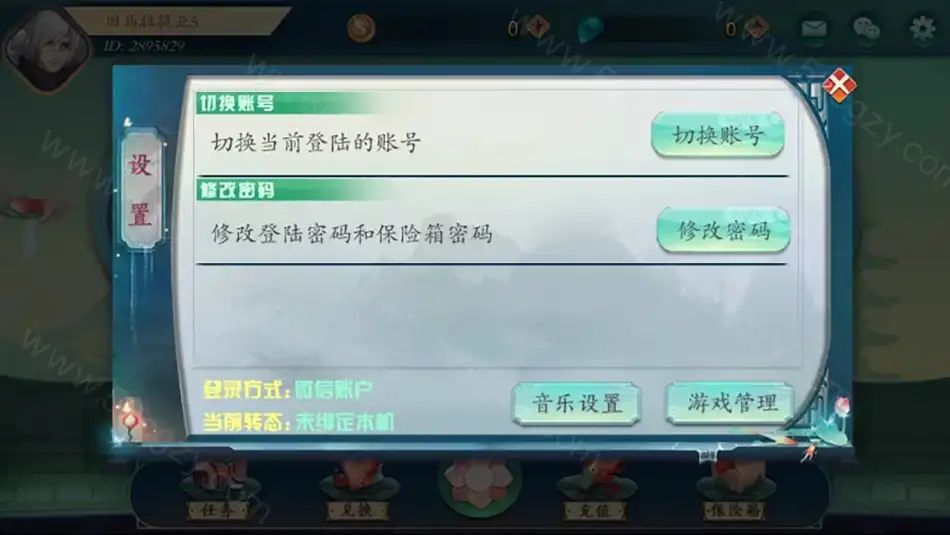 ID: 2895829
0
0
切换账号
切换当前登陆的账号
切换账号
设置
修改密码
修改登陆密码和保险箱密码
修改密码
登录方式:微信账户
当前转态:未绑定本机
音乐设置
游戏管理
任务
兑换
充值
保险箱